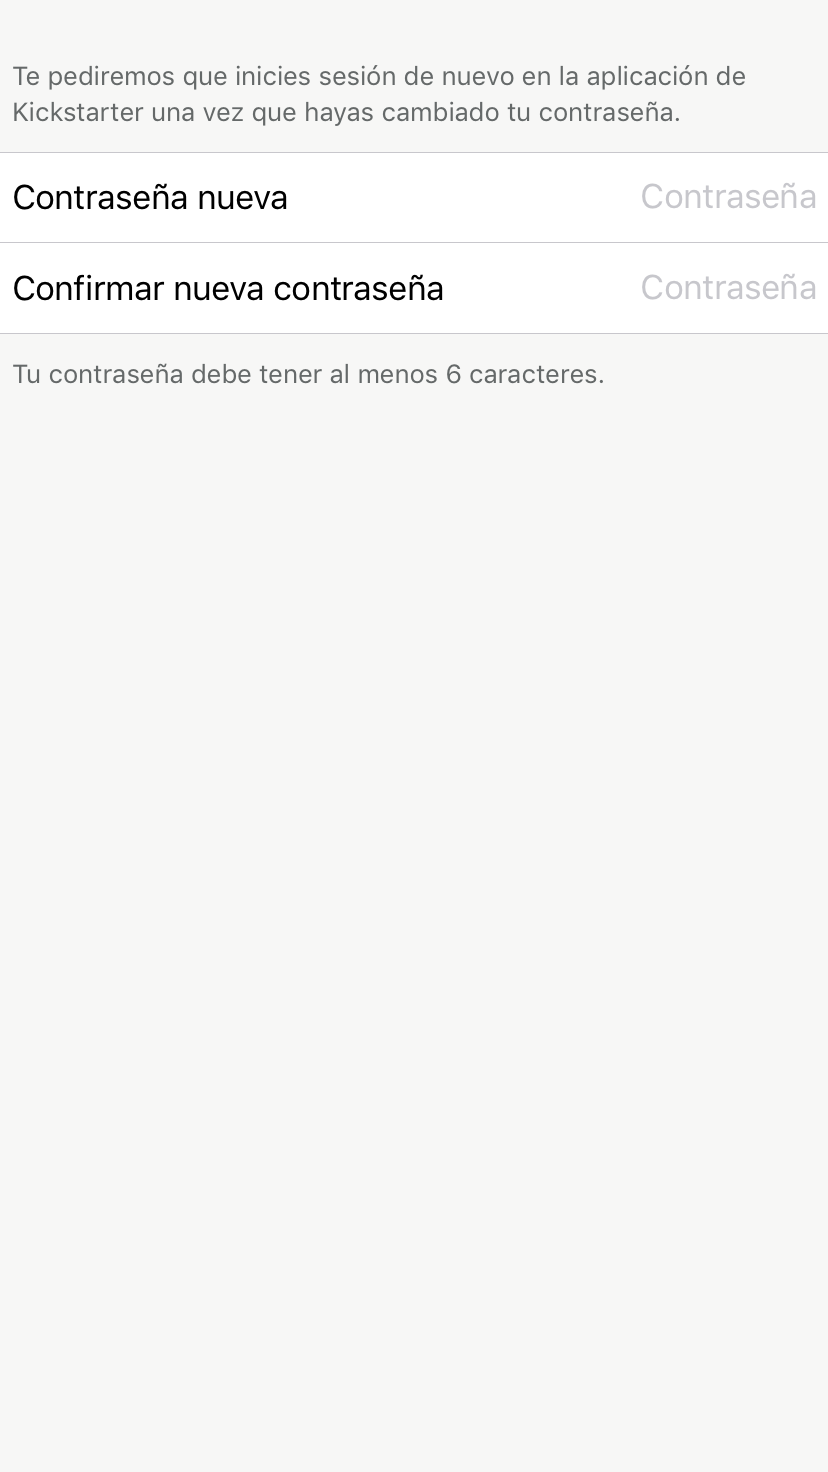 Te pediremos que inicies sesión de nuevo en la aplicación de
Kickstarter una vez que hayas cambiado tu contraseña.
Contraseña nueva Contraseña
Confirmar nueva contraseña Contraseña
Tu contraseña debe tener al menos 6 caracteres.